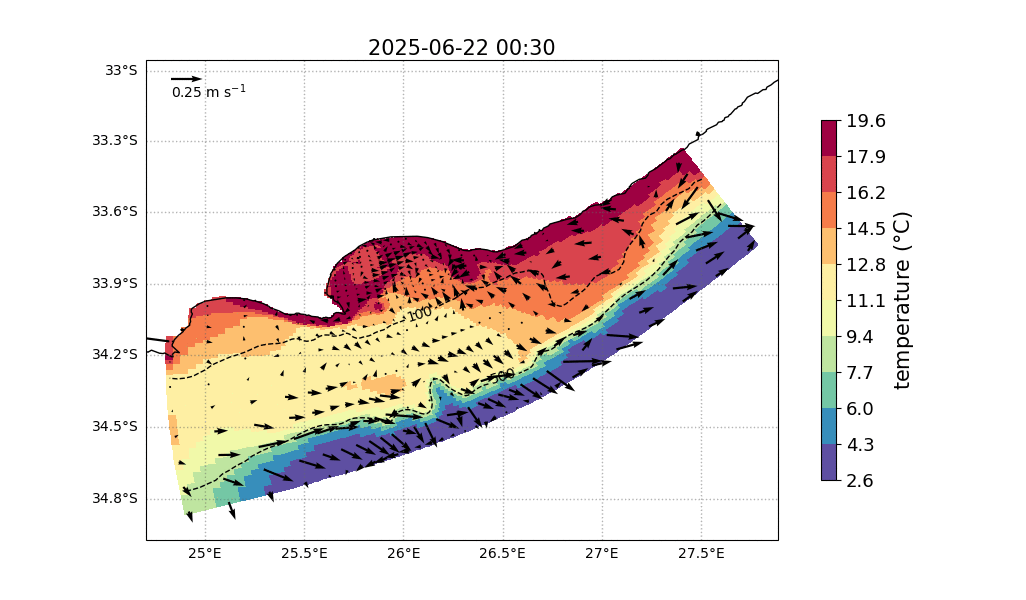 2025-06-22 00:30
33°S
33.3°S
33.6°S
33.9°S
34.2°S
34.5°S
34.8°S
0.25 m s⁻¹
100
500
25°E
25.5°E
26°E
26.5°E
27°E
27.5°E
19.6
17.9
16.2
14.5
12.8
11.1
9.4
7.7
6.0
4.3
2.6
temperature (°C)